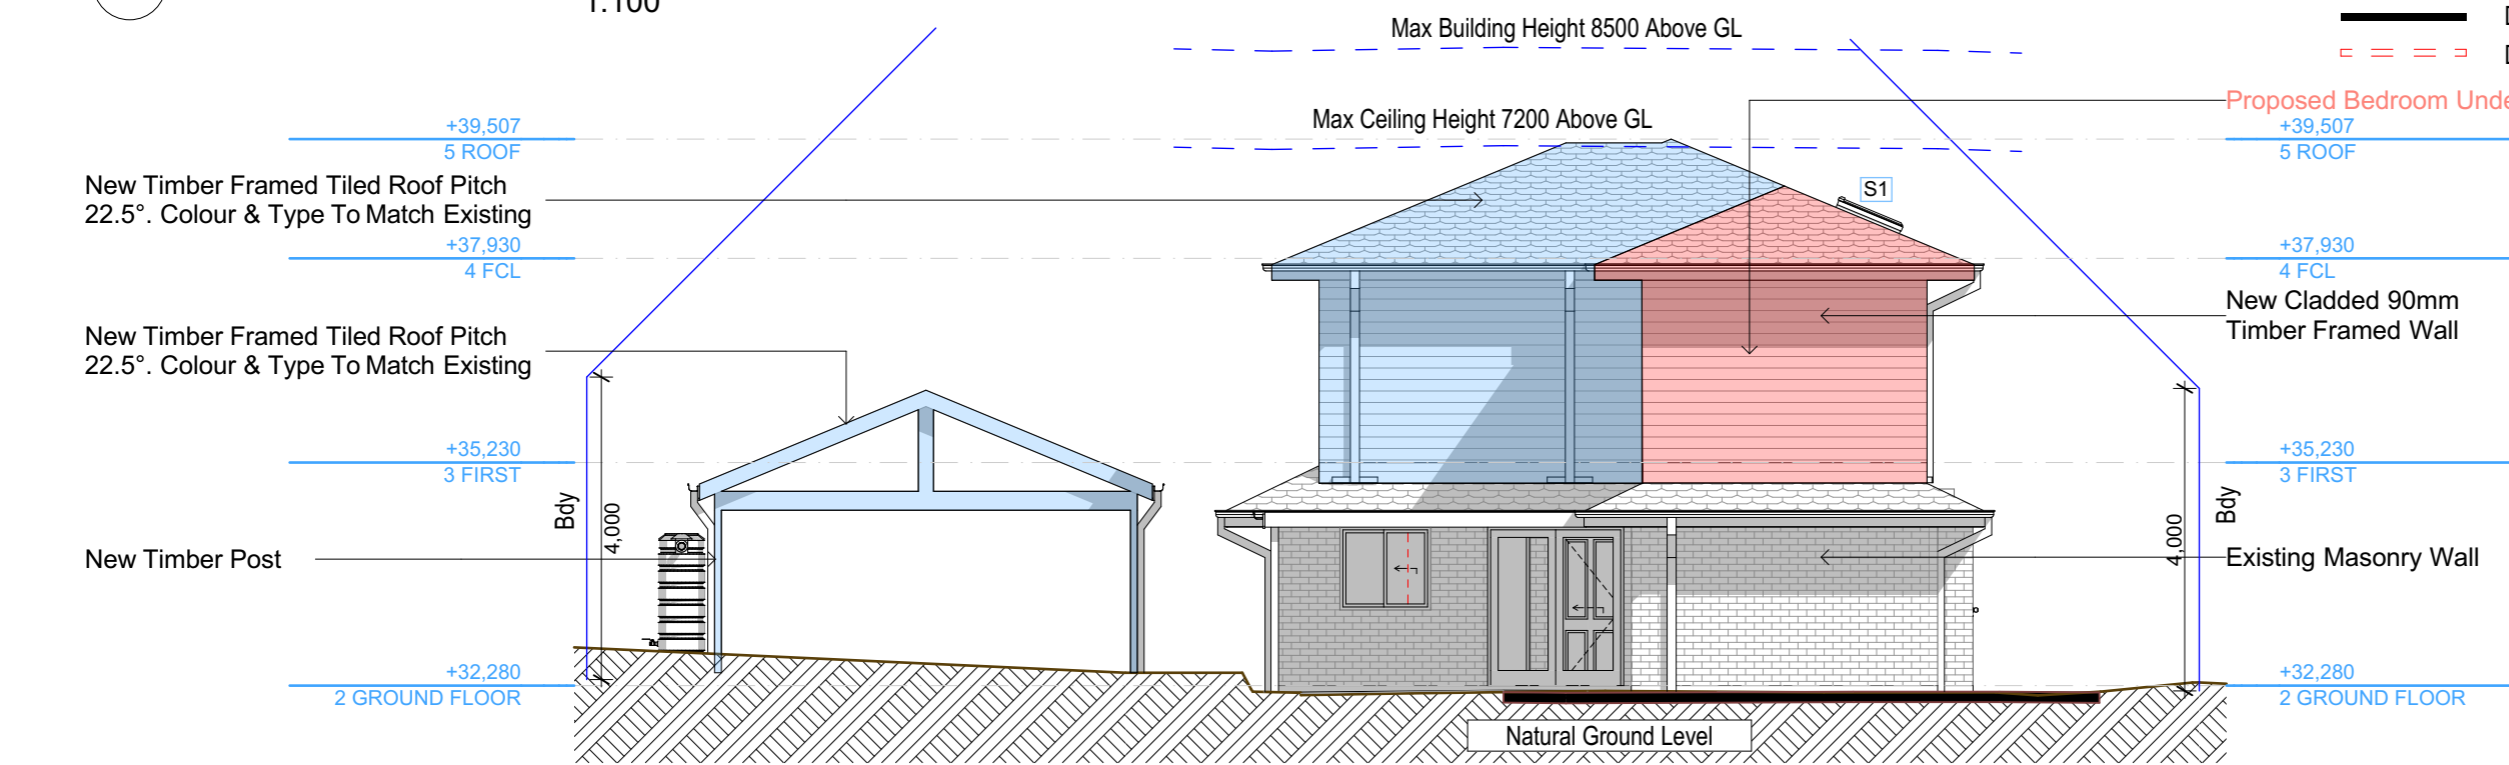 1:100
Max Building Height 8500 Above GL
Max Ceiling Height 7200 Above GL
+39,507
5 ROOF
New Timber Framed Tiled Roof Pitch
22.5°. Colour & Type To Match Existing
+37,930
4 FCL
New Timber Framed Tiled Roof Pitch
22.5°. Colour & Type To Match Existing
+35,230
3 FIRST
Bdy
4,000
New Timber Post
+32,280
2 GROUND FLOOR
S1
Proposed Bedroom Unde
+39,507
5 ROOF
+37,930
4 FCL
New Cladded 90mm
Timber Framed Wall
+35,230
3 FIRST
Bdy
4,000
Existing Masonry Wall
+32,280
2 GROUND FLOOR
Natural Ground Level